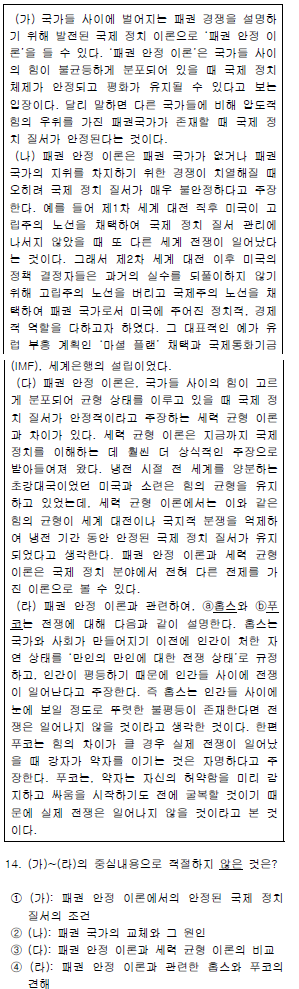 (가) 국가들 사이에 벌어지는 패권 경쟁을 설명하
기 위해 발전된 국제 정치 이론으로 ‘패권 안정 이
론’을 들 수 있다. ‘패권 안정 이론’은 국가들 사이
의 힘이 불균등하게 분포되어 있을 때 국제 정치
체제가 안정되고 평화가 유지될 수 있다고 보는
입장이다. 달리 말하면 다른 국가들에 비해 압도적
힘의 우위를 가진 패권국가가 존재할 때 국제 정
치 질서가 안정된다는 것이다.
(나) 패권 안정 이론은 패권 국가가 없거나 패권
국가의 지위를 차지하기 위한 경쟁이 치열해질 때
오히려 국제 정치 질서가 매우 불안정하다고 주장
한다. 예를 들어 제1차 세계 대전 직후 미국이 고
립주의 노선을 채택하여 국제 정치 질서 관리에
나서지 않았을 때 또 다른 세계 전쟁이 일어났다
는 것이다. 그래서 제2차 세계 대전 이후 미국의
정책 결정자들은 과거의 실수를 되풀이하지 않기
위해 고립주의 노선을 버리고 국제주의 노선을 채
택하여 패권 국가로서 미국에 주어진 정치적, 경제
적 역할을 다하고자 하였다. 그 대표적인 예가 유
럽 부흥 계획인 ‘마셜 플랜’ 채택과 국제통화기금
(IMF), 세계은행의 설립이었다.
(다) 패권 안정 이론은, 국가들 사이의 힘이 고르
게 분포되어 균형 상태를 이루고 있을 때 국제 정
치 질서가 안정적이라고 주장하는 세력 균형 이론
과 차이가 있다. 세력 균형 이론은 지금까지 국제
정치를 이해하는 데 훨씬 더 상식적인 주장으로
받아들여져 왔다. 냉전 시절 전 세계를 양분하는
초강대국이었던 미국과 소련은 힘의 균형을 유지
하고 있었는데, 세력 균형 이론에서는 이와 같은
힘의 균형이 세계 대전이나 국지적 분쟁을 억제하
여 냉전 기간 동안 안정된 국제 정치 질서가 유지
되었다고 생각한다. 패권 안정 이론과 세력 균형
이론은 국제 정치 분야에서 전혀 다른 전제를 가
진 이론으로 볼 수 있다.
(라) 패권 안정 이론과 관련하여, ⓐ홉스와 ⓑ푸
코는 전쟁에 대해 다음과 같이 설명한다. 홉스는
국가와 사회가 만들어지기 이전에 인간이 처한 자
연 상태를 ‘만인의 만인에 대한 전쟁 상태’로 규정
하고, 인간이 평등하기 때문에 인간들 사이에 전쟁
이 일어난다고 주장한다. 즉 홉스는 인간들 사이에
눈에 보일 정도로 뚜렷한 불평등이 존재한다면 전
쟁은 일어나지 않을 것이라고 생각한 것이다. 한편
푸코는 힘의 차이가 클 경우 실제 전쟁이 일어났
을 때 강자가 약자를 이기는 것은 자명하다고 주
장한다. 푸코는, 약자는 자신의 허약함을 미리 감
지하고 싸움을 시작하기도 전에 굴복할 것이기 때
문에 실제 전쟁은 일어나지 않을 것이라고 본 것
이다.
14. (가)~(라)의 중심내용으로 적절하지 않은 것은?
① (가): 패권 안정 이론에서의 안정된 국제 정치
질서의 조건
② (나): 패권 국가의 교체와 그 원인
③ (다): 패권 안정 이론과 세력 균형 이론의 비교
④ (라): 패권 안정 이론과 관련한 홉스와 푸코의
견해